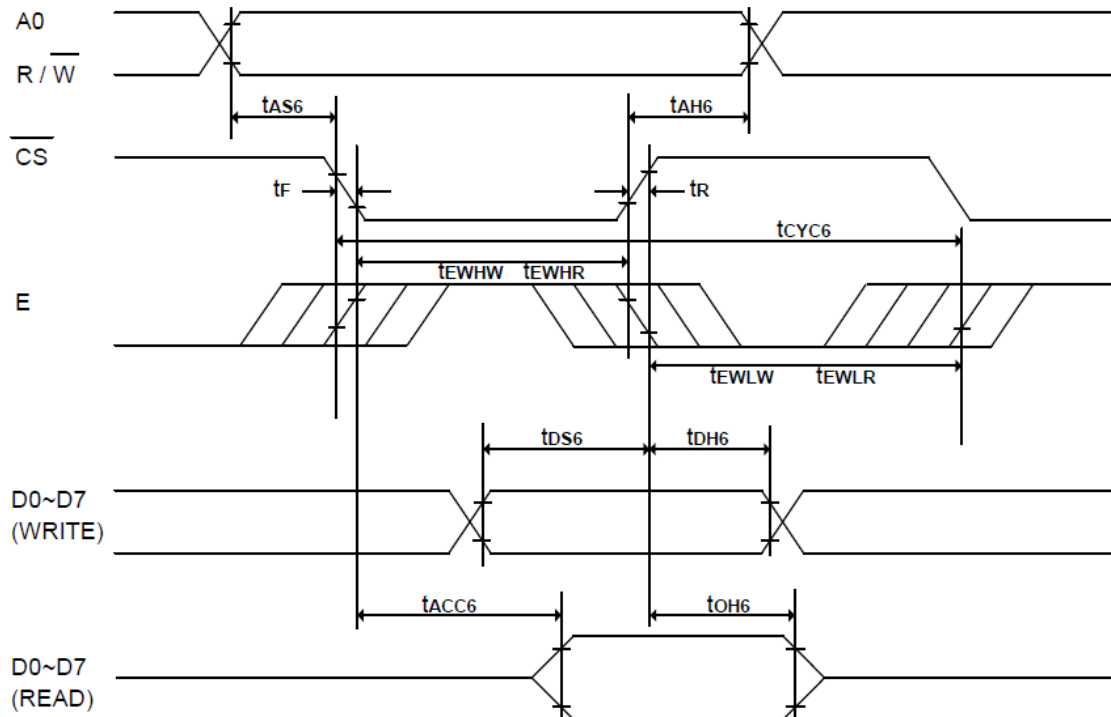 A0
R / W
tAS6 tAH6
CS
tF tR
tCYC6
tEWHW tEWHR
E
tEWLW tEWLR
tDS6 tDH6
D0~D7
(WRITE)
tACC6 tOH6
D0~D7
(READ)